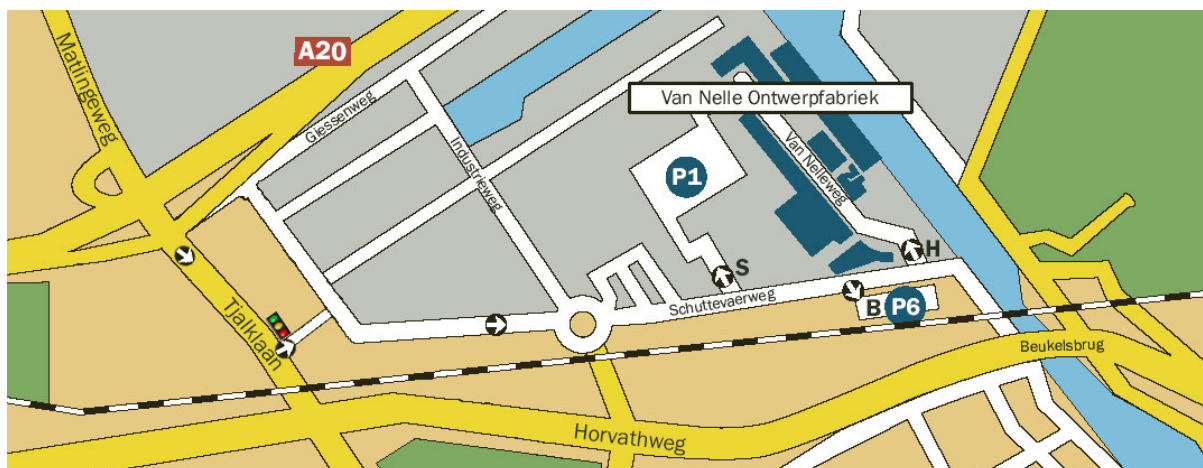 Matlingeweg
A20
Giessenweg
Industrieweg
Van Nelle Ontwerpfabriek
P1
Van Nelleweg
H
S
Schuttevaerweg
B
P6
Tjalklaan
Beukelsbrug
Horvathweg